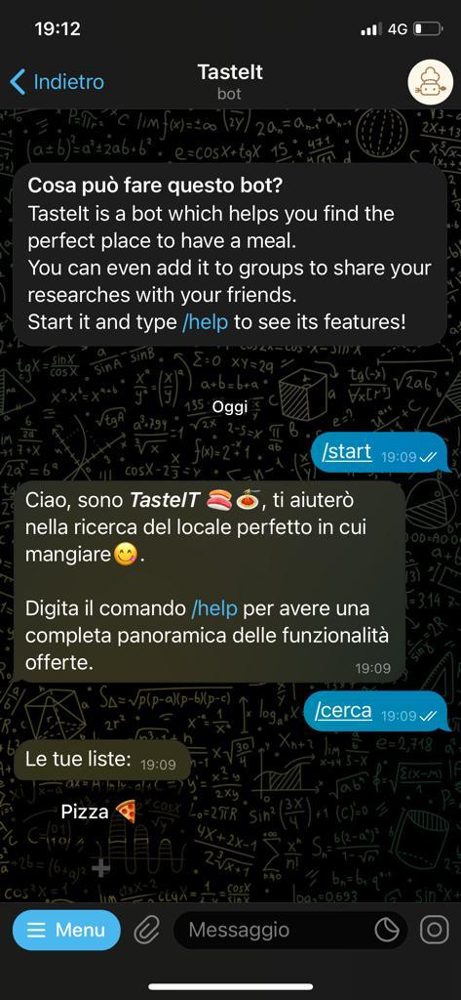 19:12
4G
Indietro
TasteIt
bot
Cosa può fare questo bot?
TasteIt is a bot which helps you find the
perfect place to have a meal.
You can even add it to groups to share your
researches with your friends.
Start it and type /help to see its features!
Oggi
/start 19:09
Ciao, sono TasteIT 🍣🍝, ti aiuterò
nella ricerca del locale perfetto in cui
mangiare😋.
Digita il comando /help per avere una
completa panoramica delle funzionalità
offerte.
19:09
/cerca 19:09
Le tue liste: 19:09
Pizza 🍕
+
Menu
Messaggio